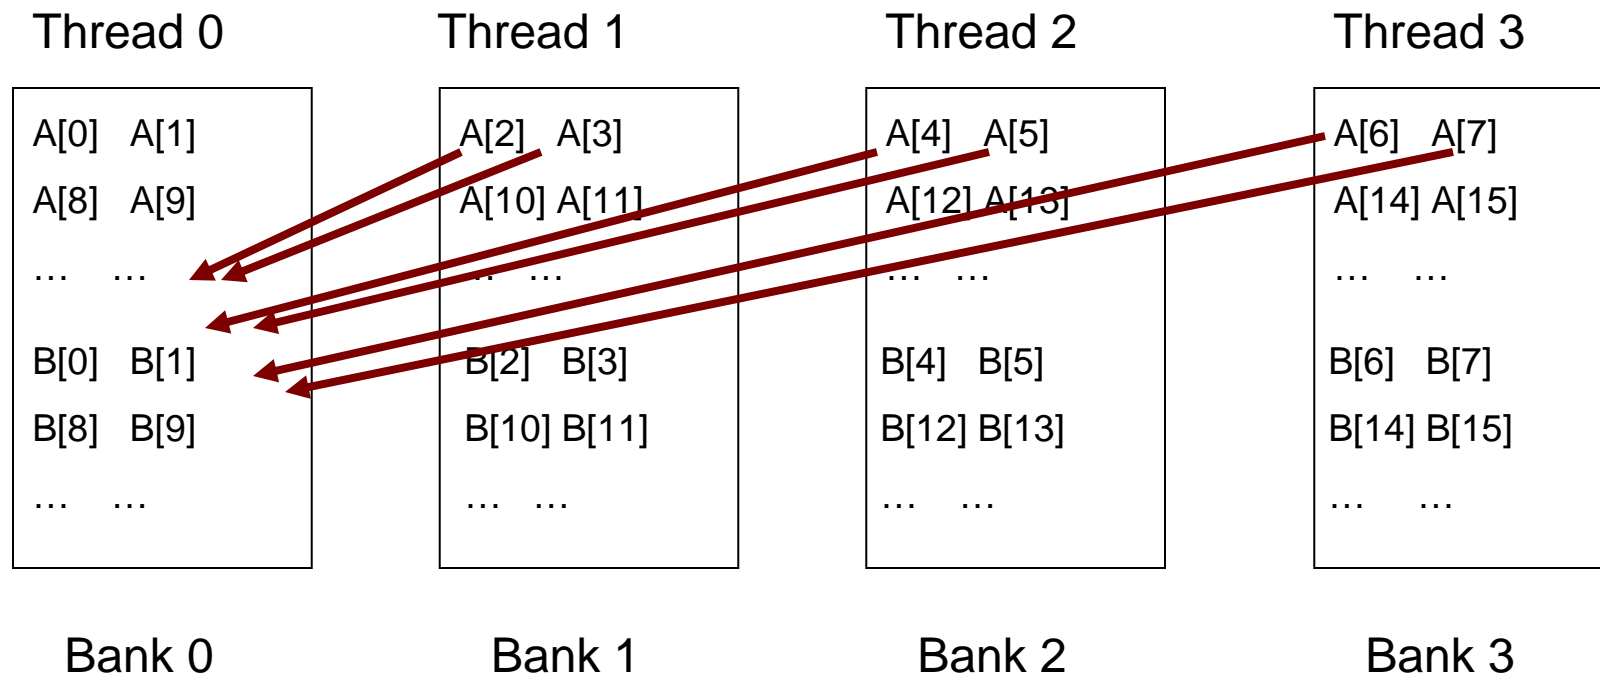 Thread 0 Thread 1 Thread 2 Thread 3
A[0] A[1] A[2] A[3] A[4] A[5] A[6] A[7]
A[8] A[9] A[10] A[11] A[12] A[13] A[14] A[15]
… … … … … … … …
B[0] B[1] B[2] B[3] B[4] B[5] B[6] B[7]
B[8] B[9] B[10] B[11] B[12] B[13] B[14] B[15]
… … … … … … … …
Bank 0 Bank 1 Bank 2 Bank 3